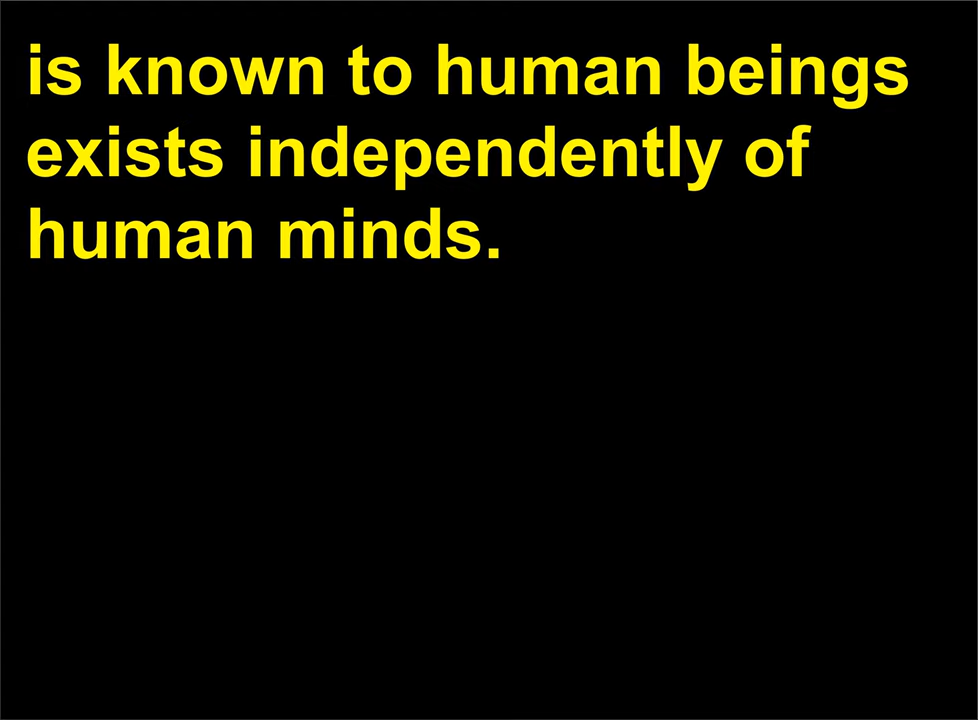 is known to human beings
exists independently of
human minds.